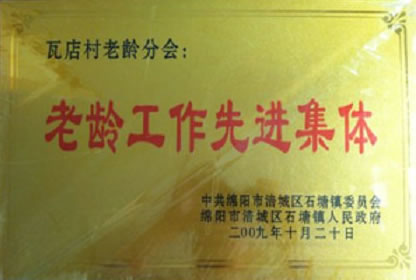 瓦店村老龄分会：
老龄工作先进集体
中共绵阳市涪城区石塘镇委员会
绵阳市涪城区石塘镇人民政府
二00九年十月二十日